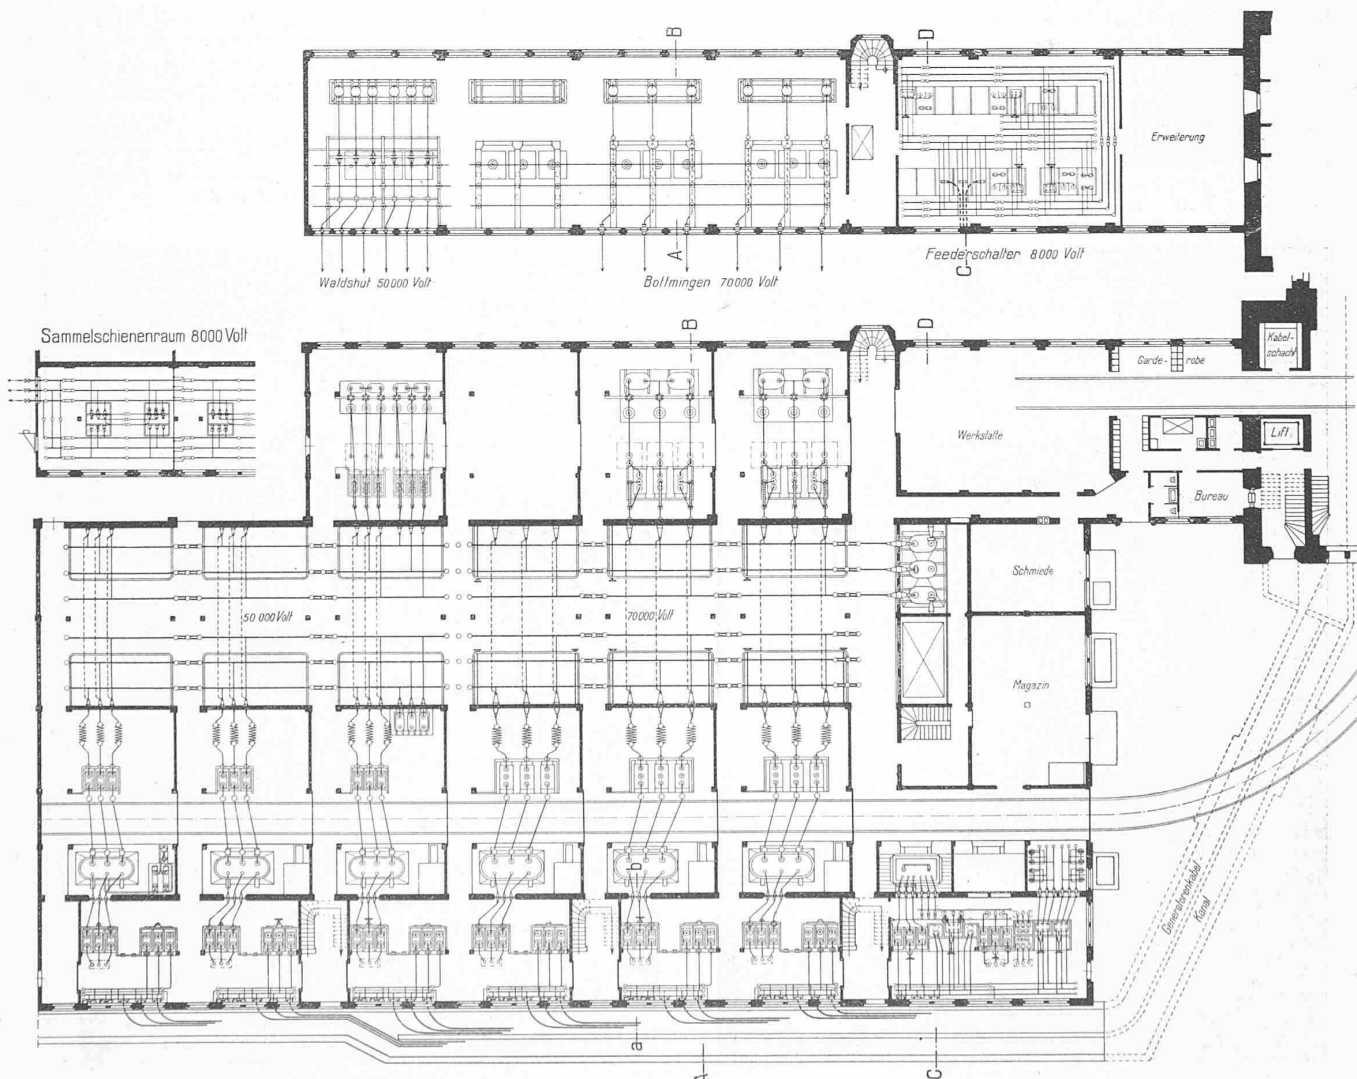 B
D
Erweiterung
A
C
Feederschalter 8000 Volt
Waldshut 50000 Volt
Bottmingen 70000 Volt
Sammelschienenraum 8000 Volt
B
D
Garde-robe
Kabel-
schacht
Werkstatte
Lift.
Bureau
Schmiede
50000 Volt
70000 Volt
Magazin
b
Generatorenkabel
Kanal
a
A
C